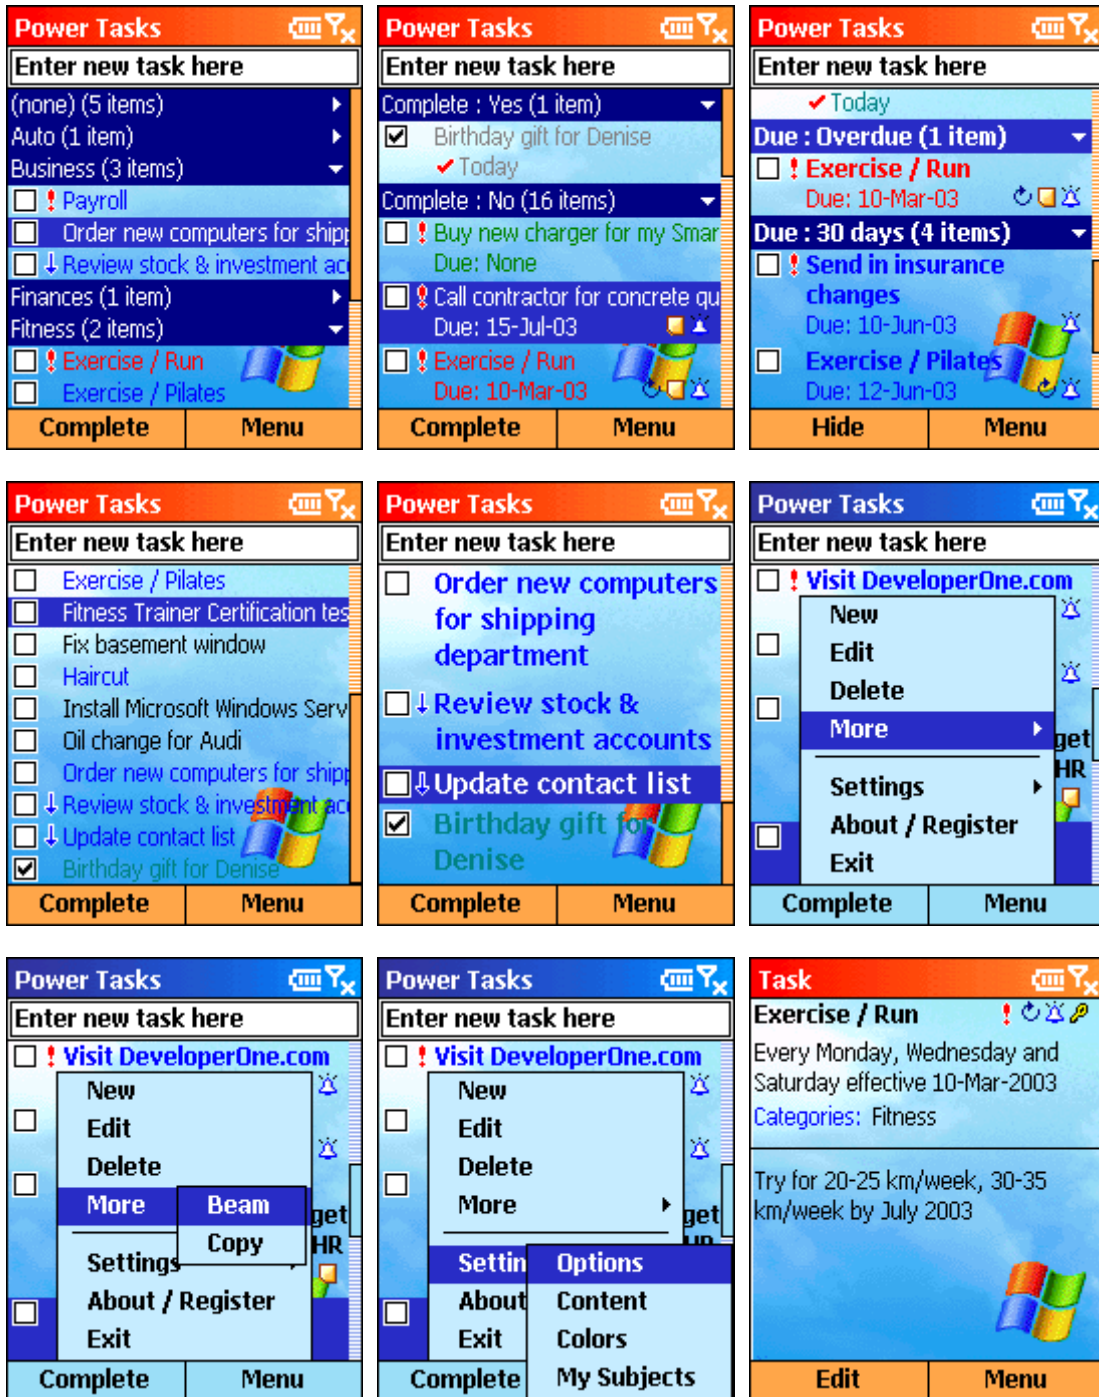 Power Tasks
Enter new task here
(none) (5 items)
Auto (1 item)
Business (3 items)
! Payroll
Order new computers for shipp
↓ Review stock & investment acc
Finances (1 item)
Fitness (2 items)
! Exercise / Run
Exercise / Pilates
Complete Menu
Power Tasks
Enter new task here
Complete : Yes (1 item)
Birthday gift for Denise
Today
Complete : No (16 items)
! Buy new charger for my Smar
Due: None
! Call contractor for concrete qu
Due: 15-Jul-03
! Exercise / Run
Due: 10-Mar-03
Complete Menu
Power Tasks
Enter new task here
Today
Due : Overdue (1 item)
! Exercise / Run
Due: 10-Mar-03
Due : 30 days (4 items)
! Send in insurance
changes
Due: 10-Jun-03
Exercise / Pilates
Due: 12-Jun-03
Hide Menu
Power Tasks
Enter new task here
Exercise / Pilates
Fitness Trainer Certification tes
Fix basement window
Haircut
Install Microsoft Windows Serv
Oil change for Audi
Order new computers for shipp
↓ Review stock & investment acc
↓ Update contact list
Birthday gift for Denise
Complete Menu
Power Tasks
Enter new task here
Order new computers
for shipping
department
↓ Review stock &
investment accounts
↓ Update contact list
Birthday gift for
Denise
Complete Menu
Power Tasks
Enter new task here
! Visit DeveloperOne.com
New
Edit
Delete
More
get
HR
Settings
About / Register
Exit
Complete Menu
Power Tasks
Enter new task here
! Visit DeveloperOne.com
New
Edit
Delete
More Beam
get
Copy HR
Settings
About / Register
Exit
Complete Menu
Power Tasks
Enter new task here
! Visit DeveloperOne.com
New
Edit
Delete
More
get
Settin Options
About Content
Exit Colors
Complete My Subjects
Task
Exercise / Run !
Every Monday, Wednesday and
Saturday effective 10-Mar-2003
Categories: Fitness
Try for 20-25 km/week, 30-35
km/week by July 2003
Edit Menu